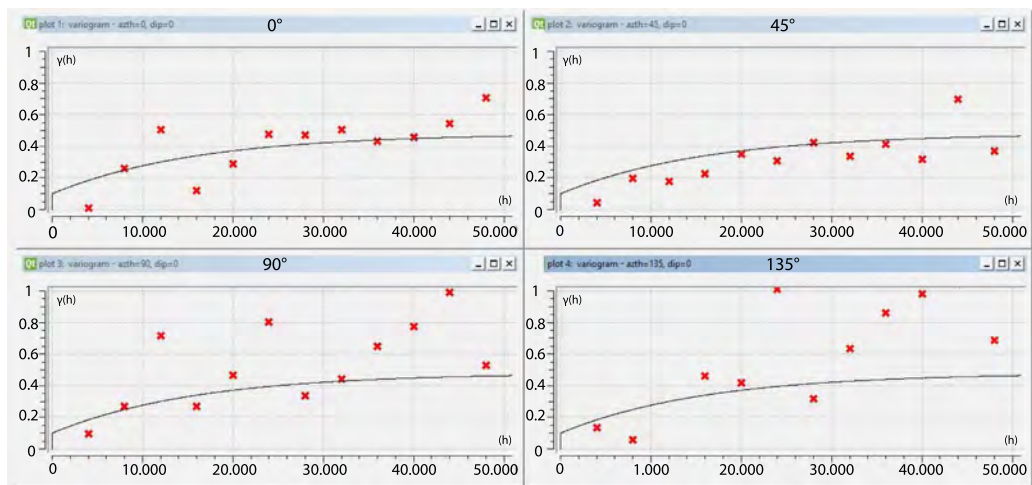 Qt plot 1: variogram - azth=0, dip=0
0°
1
γ(h)
0.8
0.6
0.4
0.2
(h)
0
0 10.000 20.000 30.000 40.000 50.000
Qt plot 2: variogram - azth=45, dip=0
45°
1
γ(h)
0.8
0.6
0.4
0.2
(h)
0
0 10.000 20.000 30.000 40.000 50.000
Qt plot 3: variogram - azth=90, dip=0
90°
1
γ(h)
0.8
0.6
0.4
0.2
(h)
0
0 10.000 20.000 30.000 40.000 50.000
plot 4: variogram - azth=135, dip=0
135°
1
γ(h)
0.8
0.6
0.4
0.2
(h)
0
0 1.000 20.000 30.000 40.000 50.000